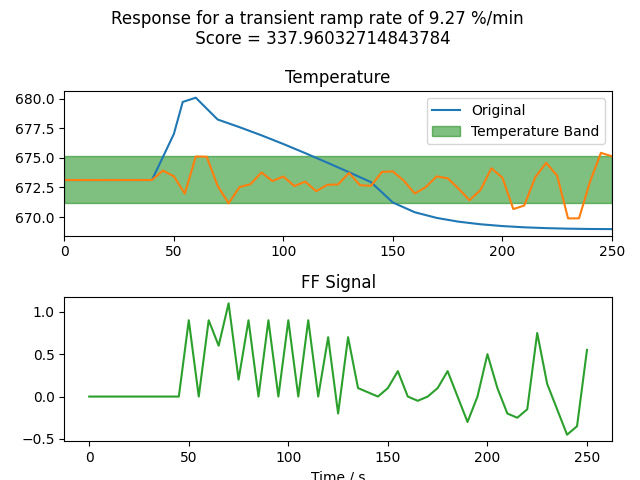 Response for a transient ramp rate of 9.27 %/min
Score = 337.96032714843784
Temperature
680.0
677.5
675.0
672.5
670.0
Original
Temperature Band
0 50 100 150 200 250
FF Signal
1.0
0.5
0.0
−0.5
0 50 100 150 200 250
Time / s